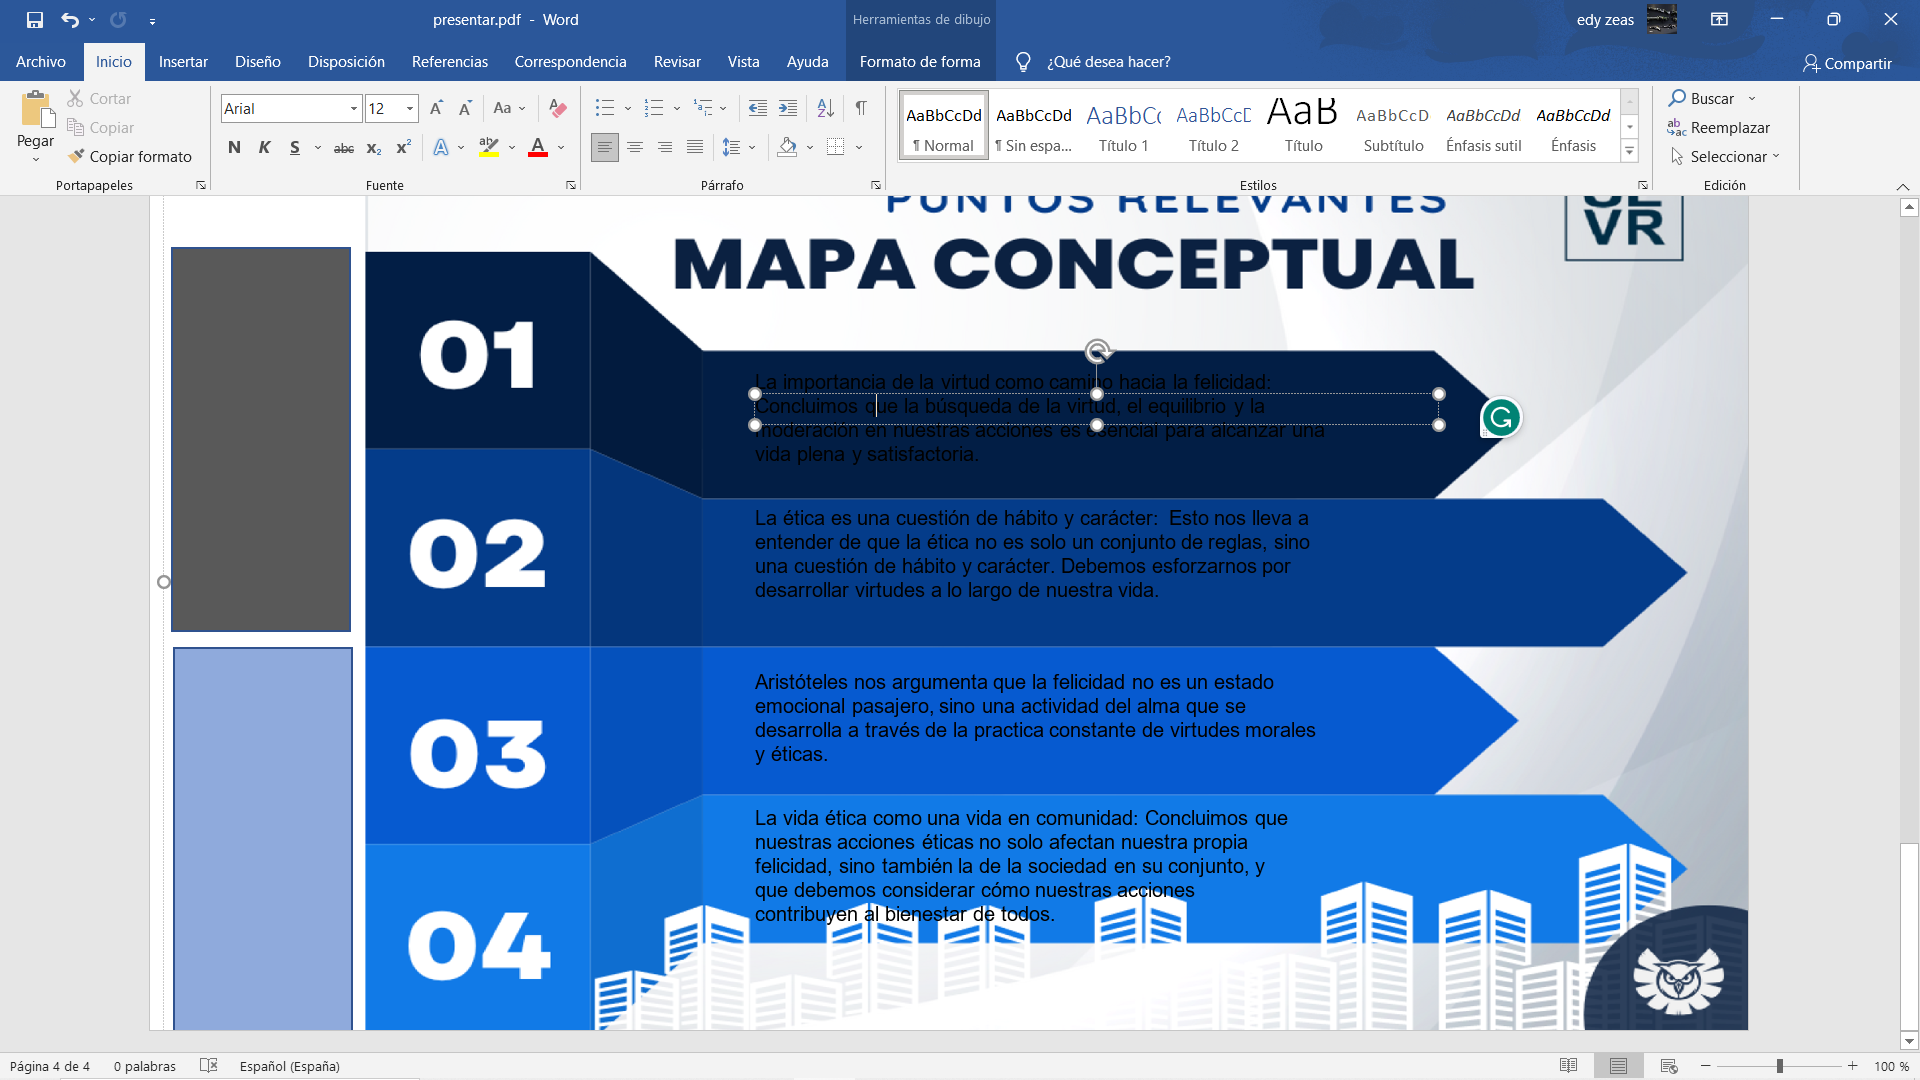 presentar.pdf - Word
Herramientas de dibujo
edy zeas
Archivo
Inicio
Insertar
Diseño
Disposición
Referencias
Correspondencia
Revisar
Vista
Ayuda
Formato de forma
¿Qué desea hacer?
Compartir
Pegar
Cortar
Copiar
Copiar formato
Portapapeles
Arial
12
Aa
N K S abc x₂ x²
Fuente
Párrafo
AaBbCcDd
¶ Normal
AaBbCcDd
¶ Sin espa...
AaBbCc
Título 1
AaBbCcD
Título 2
AaB
Título
AaBbCcD
Subtítulo
AaBbCcDd
Énfasis sutil
AaBbCcDd
Énfasis
Estilos
Buscar
Reemplazar
Seleccionar
Edición
PUNTOS RELEVANTES
MAPA CONCEPTUAL
VR
01
La importancia de la virtud como camino hacia la felicidad:
Concluimos que la búsqueda de la virtud, el equilibrio y la
moderación en nuestras acciones es esencial para alcanzar una
vida plena y satisfactoria.
02
La ética es una cuestión de hábito y carácter: Esto nos lleva a
entender de que la ética no es solo un conjunto de reglas, sino
una cuestión de hábito y carácter. Debemos esforzarnos por
desarrollar virtudes a lo largo de nuestra vida.
03
Aristóteles nos argumenta que la felicidad no es un estado
emocional pasajero, sino una actividad del alma que se
desarrolla a través de la practica constante de virtudes morales
y éticas.
04
La vida ética como una vida en comunidad: Concluimos que
nuestras acciones éticas no solo afectan nuestra propia
felicidad, sino también la de la sociedad en su conjunto, y
que debemos considerar cómo nuestras acciones
contribuyen al bienestar de todos.
Página 4 de 4
0 palabras
Español (España)
100 %